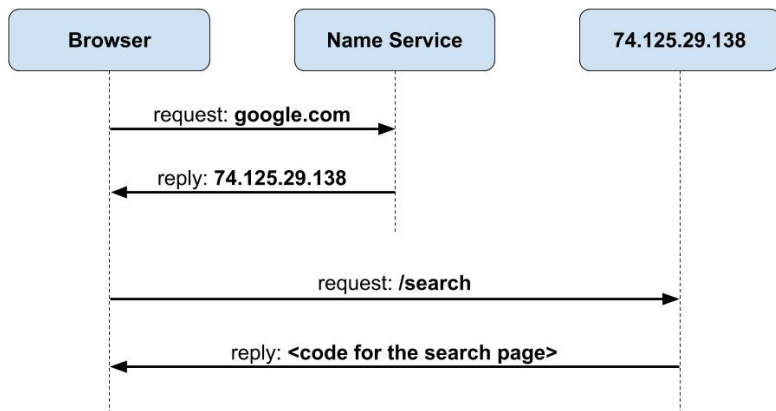 Browser
Name Service
74.125.29.138
request: google.com
reply: 74.125.29.138
request: /search
reply: <code for the search page>